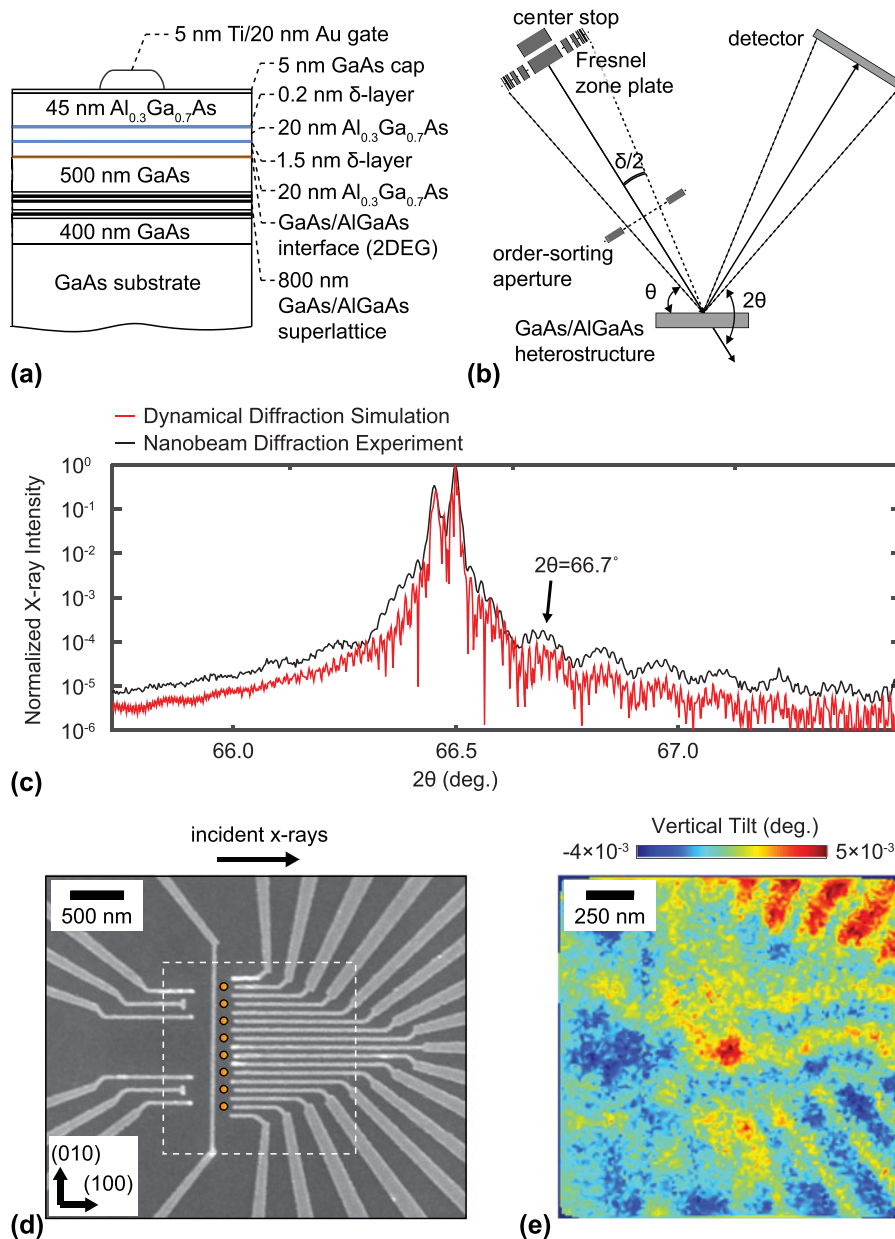 5 nm Ti/20 nm Au gate
5 nm GaAs cap
45 nm Al0.3Ga0.7As
0.2 nm δ-layer
20 nm Al0.3Ga0.7As
1.5 nm δ-layer
500 nm GaAs
20 nm Al0.3Ga0.7As
GaAs/AlGaAs
interface (2DEG)
400 nm GaAs
800 nm
GaAs/AlGaAs
superlattice
GaAs substrate
(a)
center stop
Fresnel
zone plate
detector
δ/2
order-sorting
aperture
θ
2θ
GaAs/AlGaAs
heterostructure
(b)
Dynamical Diffraction Simulation
Nanobeam Diffraction Experiment
Normalized X-ray Intensity
10⁰
10⁻¹
10⁻²
10⁻³
10⁻⁴
10⁻⁵
10⁻⁶
2θ=66.7°
66.0
66.5
67.0
2θ (deg.)
(c)
incident x-rays
500 nm
(010)
(100)
(d)
Vertical Tilt (deg.)
-4×10⁻³
5×10⁻³
250 nm
(e)